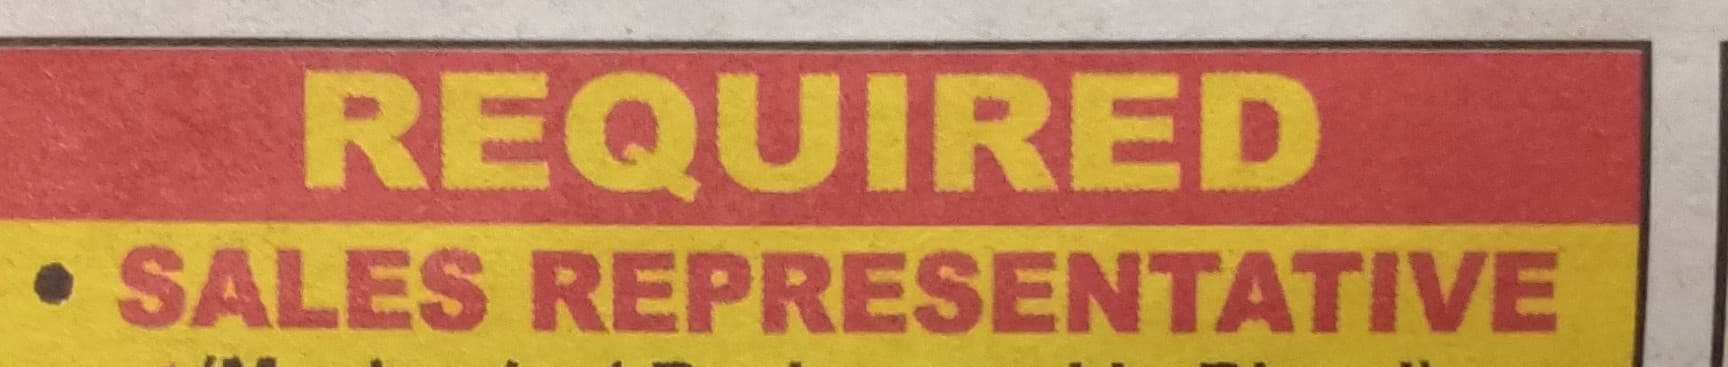 REQUIRED
• SALES REPRESENTATIVE